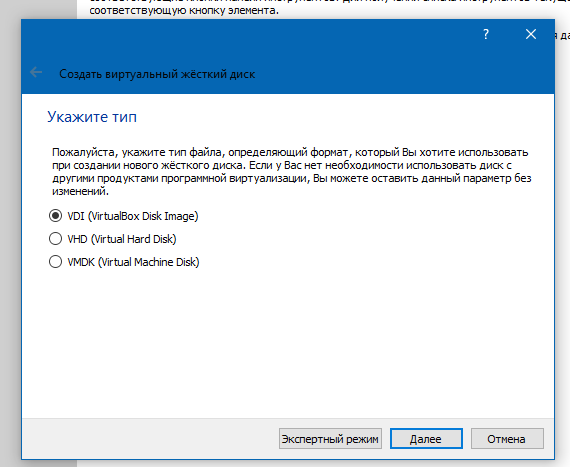 соответствующую кнопку элемента.
Создать виртуальный жёсткий диск
Укажите тип
Пожалуйста, укажите тип файла, определяющий формат, который Вы хотите использовать
при создании нового жёсткого диска. Если у Вас нет необходимости использовать диск с
другими продуктами программной виртуализации, Вы можете оставить данный параметр без
изменений.
VDI (VirtualBox Disk Image)
VHD (Virtual Hard Disk)
VMDK (Virtual Machine Disk)
Экспертный режим
Далее
Отмена